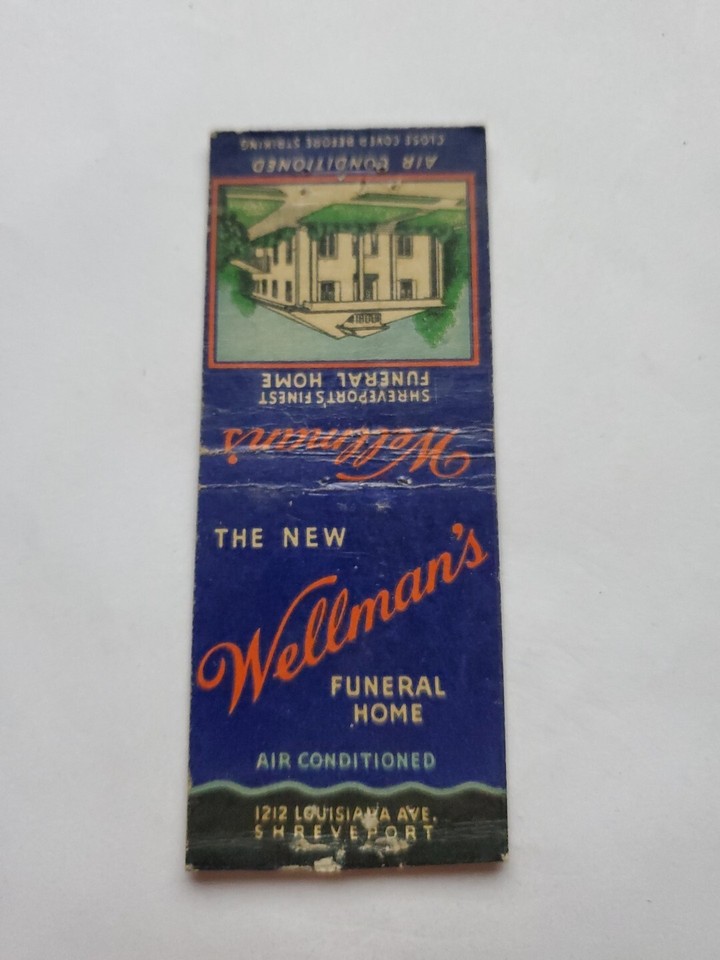 CLOSE COVER BEFORE STRIKING
AIR CONDITIONED
SHREVEPORT'S FINEST
FUNERAL HOME
Wellman's
THE NEW
Wellman's
FUNERAL
HOME
AIR CONDITIONED
1212 LOUISIANA AVE.
SHREVEPORT